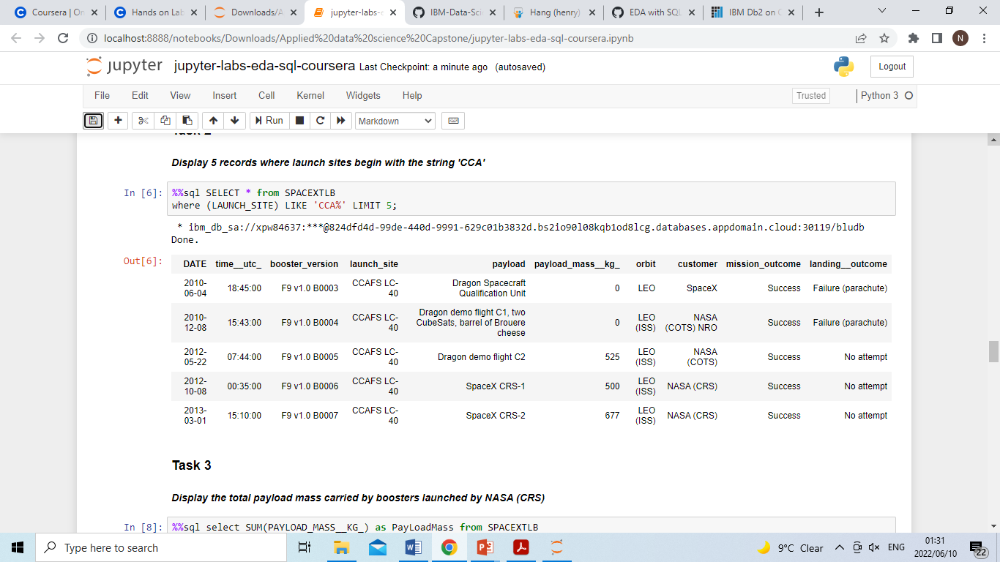 Coursera | On
Hands on Lab
Downloads/A
jupyter-labs-e
IBM-Data-Scie
Hang (henry)
EDA with SQL
IBM Db2 on C
localhost:8888/notebooks/Downloads/Applied%20data%20science%20Capstone/jupyter-labs-eda-sql-coursera.ipynb
N
jupyter jupyter-labs-eda-sql-coursera Last Checkpoint: a minute ago (autosaved)
Logout
File Edit View Insert Cell Kernel Widgets Help
Trusted
Python 3
Run
Markdown
Display 5 records where launch sites begin with the string 'CCA'
In [6]: %%sql SELECT * from SPACEXTLB
where (LAUNCH_SITE) LIKE 'CCA%' LIMIT 5;
* ibm_db_sa://xpw84637:***@824dfd4d-99de-440d-9991-629c01b3832d.bs2io90l08kqb1od8lcg.databases.appdomain.cloud:30119/bludb
Done.
Out[6]:
DATE time__utc_ booster_version launch_site payload payload_mass__kg_ orbit customer mission_outcome landing__outcome
2010-06-04 18:45:00 F9 v1.0 B0003 CCAFS LC-40 Dragon Spacecraft Qualification Unit 0 LEO SpaceX Success Failure (parachute)
2010-12-08 15:43:00 F9 v1.0 B0004 CCAFS LC-40 Dragon demo flight C1, two CubeSats, barrel of Brouere cheese 0 LEO (ISS) NASA (COTS) NRO Success Failure (parachute)
2012-05-22 07:44:00 F9 v1.0 B0005 CCAFS LC-40 Dragon demo flight C2 525 LEO (ISS) NASA (COTS) Success No attempt
2012-10-08 00:35:00 F9 v1.0 B0006 CCAFS LC-40 SpaceX CRS-1 500 LEO (ISS) NASA (CRS) Success No attempt
2013-03-01 15:10:00 F9 v1.0 B0007 CCAFS LC-40 SpaceX CRS-2 677 LEO (ISS) NASA (CRS) Success No attempt
Task 3
Display the total payload mass carried by boosters launched by NASA (CRS)
In [8]: %%sql select SUM(PAYLOAD_MASS__KG_) as PayLoadMass from SPACEXTLB
Type here to search
9°C Clear
ENG
01:31
2022/06/10
22